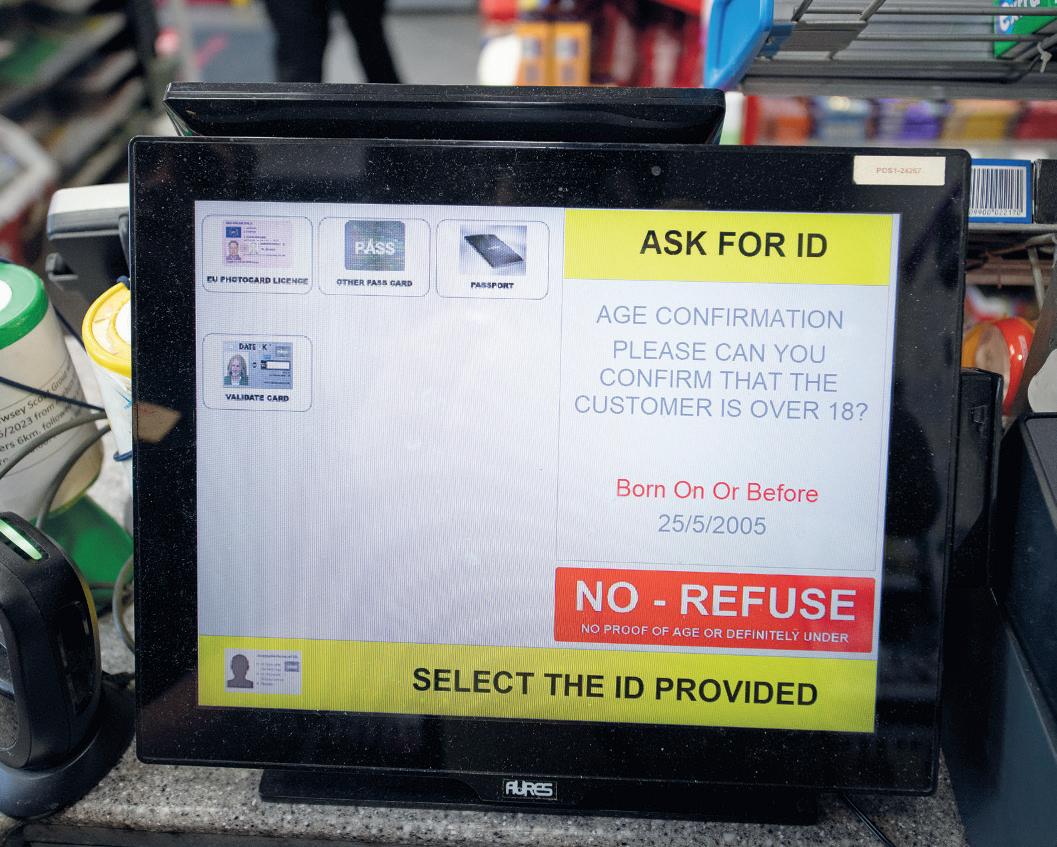 POS1-24267
EU PHOTOCARD LICENCE
PASS
OTHER PASS CARD
PASSPORT
ASK FOR ID
AGE CONFIRMATION
PLEASE CAN YOU
CONFIRM THAT THE
CUSTOMER IS OVER 18?
VALIDATE CARD
Born On Or Before
25/5/2005
NO - REFUSE
NO PROOF OF AGE OR DEFINITELY UNDER
SELECT THE ID PROVIDED
AURES